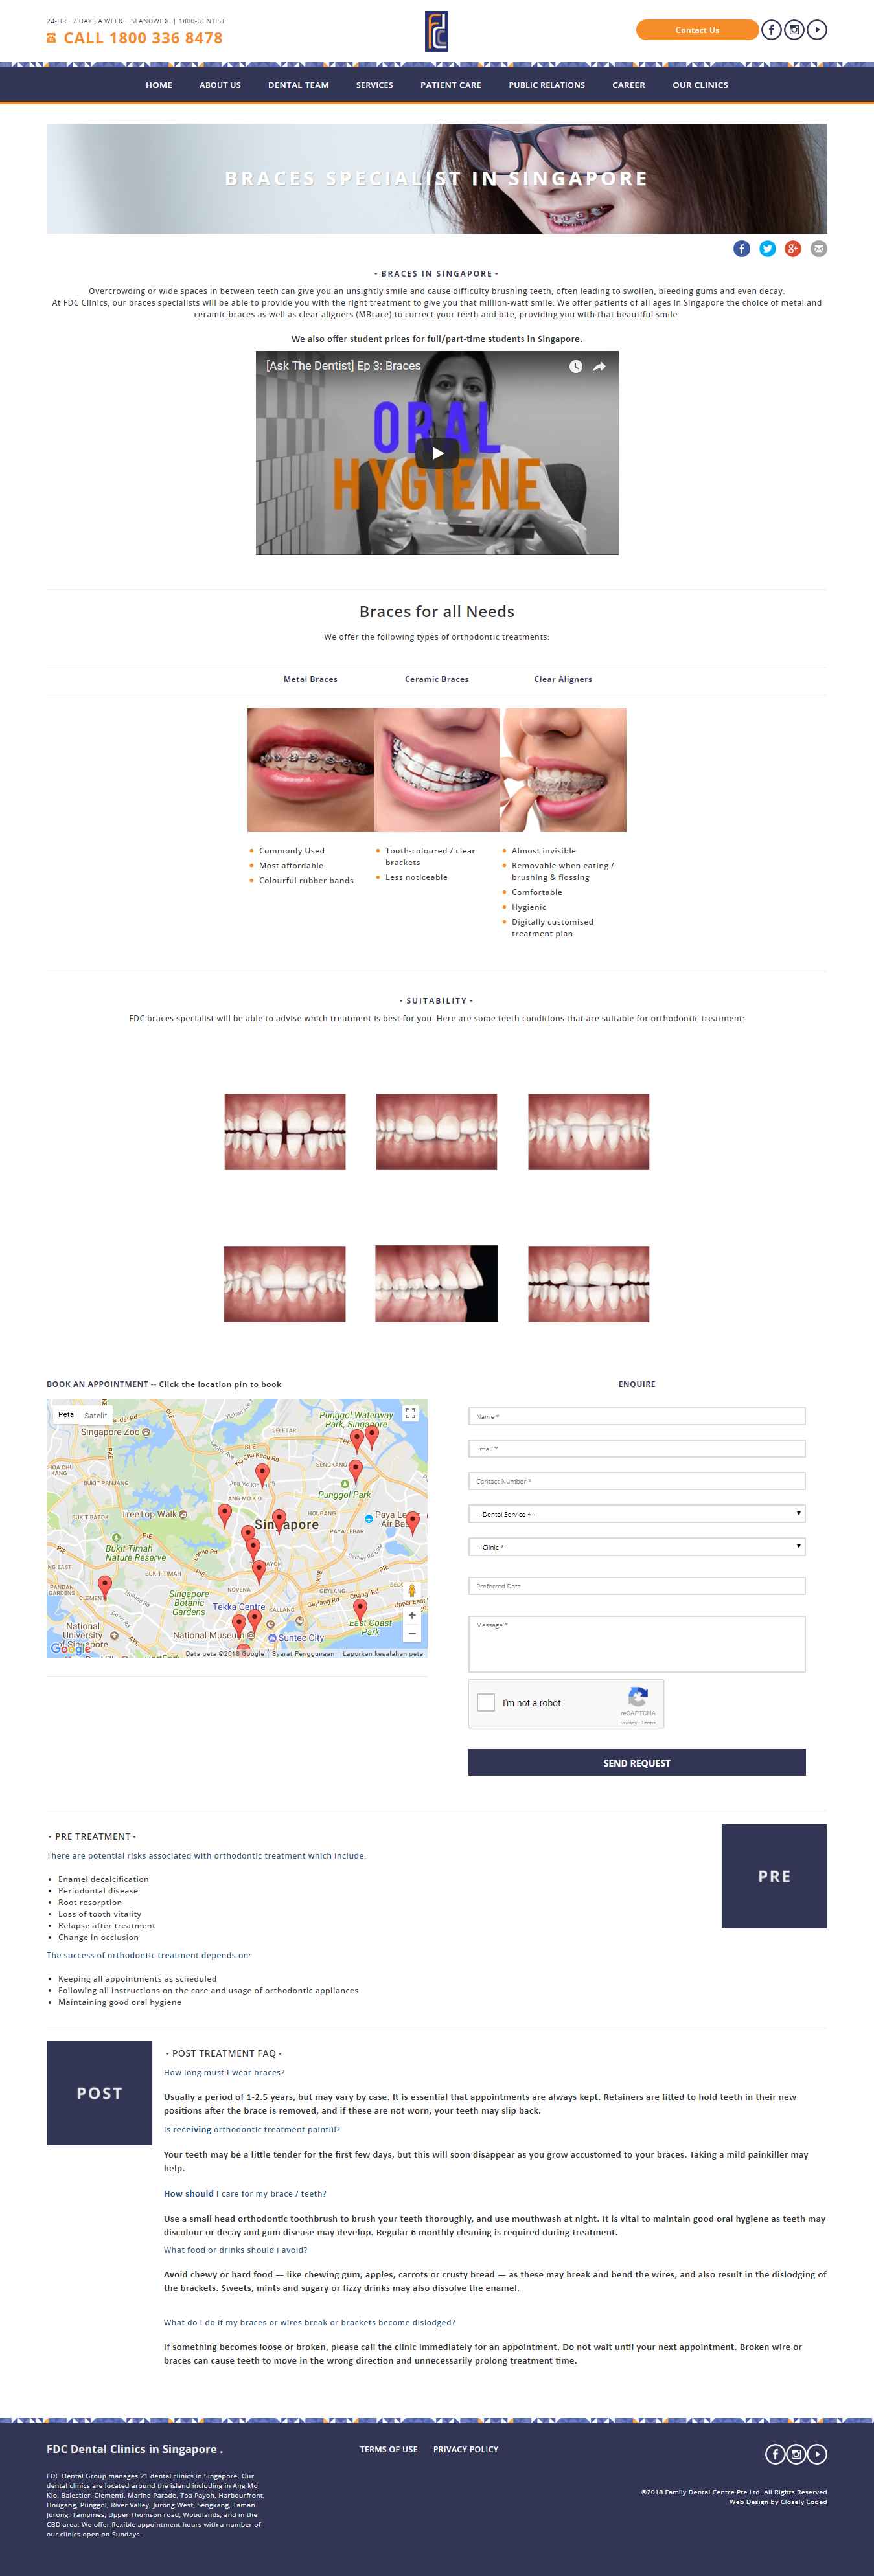 24-HR · 7 DAYS A WEEK · ISLANDWIDE | 1800-DENTIST
CALL 1800 336 8478
fdc
Contact Us
HOME ABOUT US DENTAL TEAM SERVICES PATIENT CARE PUBLIC RELATIONS CAREER OUR CLINICS
BRACES SPECIALIST IN SINGAPORE
- BRACES IN SINGAPORE -
Overcrowding or wide spaces in between teeth can give you an unsightly smile and cause difficulty brushing teeth, often leading to swollen, bleeding gums and even decay.
At FDC Clinics, our braces specialists will be able to provide you with the right treatment to give you that million-watt smile. We offer patients of all ages in Singapore the choice of metal and
ceramic braces as well as clear aligners (MBrace) to correct your teeth and bite, providing you with that beautiful smile.
We also offer student prices for full/part-time students in Singapore.
[Ask The Dentist] Ep 3: Braces
ORAL
HYGIENE
Braces for all Needs
We offer the following types of orthodontic treatments:
Metal Braces Ceramic Braces Clear Aligners
Commonly Used
Most affordable
Colourful rubber bands
Tooth-coloured / clear
brackets
Less noticeable
Almost invisible
Removable when eating /
brushing & flossing
Comfortable
Hygienic
Digitally customised
treatment plan
- SUITABILITY -
FDC braces specialist will be able to advise which treatment is best for you. Here are some teeth conditions that are suitable for orthodontic treatment:
BOOK AN APPOINTMENT -- Click the location pin to book
Peta Satelit
Singapore Zoo
Punggol Waterway
Park, Singapore
SELETAR
Yio Chu Kang Rd
SENGKANG
CHOA CHU
KANG
BUKIT PANJANG
Ang Mo Kio
ANG MO KIO
Punggol Park
TreeTop Walk
HOUGANG
BUKIT BATOK
Singapore
Paya Le
Air Bas
Upper
PAYA LEBAR
Bukit Timah
Nature Reserve
BUKIT TIMAH
Lornie Rd
TOA PAYOH
Bartley Rd
PANDAN
GARDENS
CLEMENTI
NOVENA
GEYLANG
Changi Rd
Singapore
Botanic
Gardens
Tekka Centre
KALLANG
Geylang Rd
East Coast
Park
National
University
of Singapore
National Museum
Suntec City
Google
Data peta ©2018 Google Syarat Penggunaan Laporkan kesalahan peta
ENQUIRE
Name *
Email *
Contact Number *
- Dental Service * -
- Clinic * -
Preferred Date
Message *
I'm not a robot
reCAPTCHA
Privacy - Terms
SEND REQUEST
- PRE TREATMENT -
There are potential risks associated with orthodontic treatment which include:
Enamel decalcification
Periodontal disease
Root resorption
Loss of tooth vitality
Relapse after treatment
Change in occlusion
The success of orthodontic treatment depends on:
Keeping all appointments as scheduled
Following all instructions on the care and usage of orthodontic appliances
Maintaining good oral hygiene
PRE
POST
- POST TREATMENT FAQ -
How long must I wear braces?
Usually a period of 1-2.5 years, but may vary by case. It is essential that appointments are always kept. Retainers are fitted to hold teeth in their new
positions after the brace is removed, and if these are not worn, your teeth may slip back.
Is receiving orthodontic treatment painful?
Your teeth may be a little tender for the first few days, but this will soon disappear as you grow accustomed to your braces. Taking a mild painkiller may
help.
How should I care for my brace / teeth?
Use a small head orthodontic toothbrush to brush your teeth thoroughly, and use mouthwash at night. It is vital to maintain good oral hygiene as teeth may
discolour or decay and gum disease may develop. Regular 6 monthly cleaning is required during treatment.
What food or drinks should I avoid?
Avoid chewy or hard food — like chewing gum, apples, carrots or crusty bread — as these may break and bend the wires, and also result in the dislodging of
the brackets. Sweets, mints and sugary or fizzy drinks may also dissolve the enamel.
What do I do if my braces or wires break or brackets become dislodged?
If something becomes loose or broken, please call the clinic immediately for an appointment. Do not wait until your next appointment. Broken wire or
braces can cause teeth to move in the wrong direction and unnecessarily prolong treatment time.
FDC Dental Clinics in Singapore .
FDC Dental Group manages 21 dental clinics in Singapore. Our
dental clinics are located around the island including in Ang Mo
Kio, Balestier, Clementi, Marine Parade, Toa Payoh, Harbourfront,
Hougang, Punggol, River Valley, Jurong West, Sengkang, Taman
Jurong, Tampines, Upper Thomson road, Woodlands, and in the
CBD area. We offer flexible appointment hours with a number of
our clinics open on Sundays.
TERMS OF USE PRIVACY POLICY
©2018 Family Dental Centre Pte Ltd. All Rights Reserved
Web Design by Closely Coded